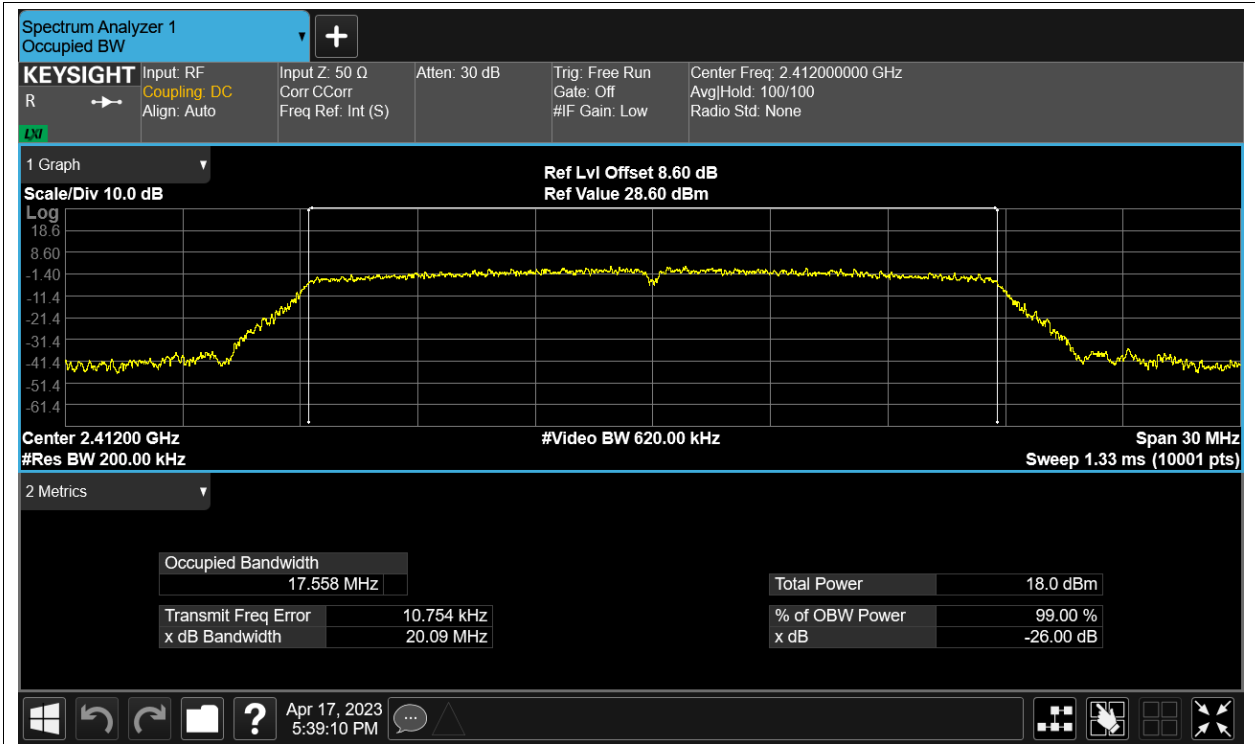 Spectrum Analyzer 1
Occupied BW
▼
+
KEYSIGHT Input: RF Input Z: 50 Ω Atten: 30 dB Trig: Free Run Center Freq: 2.412000000 GHz
R Coupling: DC Corr CCorr Gate: Off Avg|Hold: 100/100
Align: Auto Freq Ref: Int (S) #IF Gain: Low Radio Std: None
LXI
1 Graph ▼
Ref Lvl Offset 8.60 dB
Scale/Div 10.0 dB Ref Value 28.60 dBm
Log
18.6
8.60
-1.40
-11.4
-21.4
-31.4
-41.4
-51.4
-61.4
Center 2.41200 GHz #Video BW 620.00 kHz Span 30 MHz
#Res BW 200.00 kHz Sweep 1.33 ms (10001 pts)
2 Metrics ▼
Occupied Bandwidth
17.558 MHz Total Power 18.0 dBm
Transmit Freq Error 10.754 kHz % of OBW Power 99.00 %
x dB Bandwidth 20.09 MHz x dB -26.00 dB
? Apr 17, 2023
5:39:10 PM